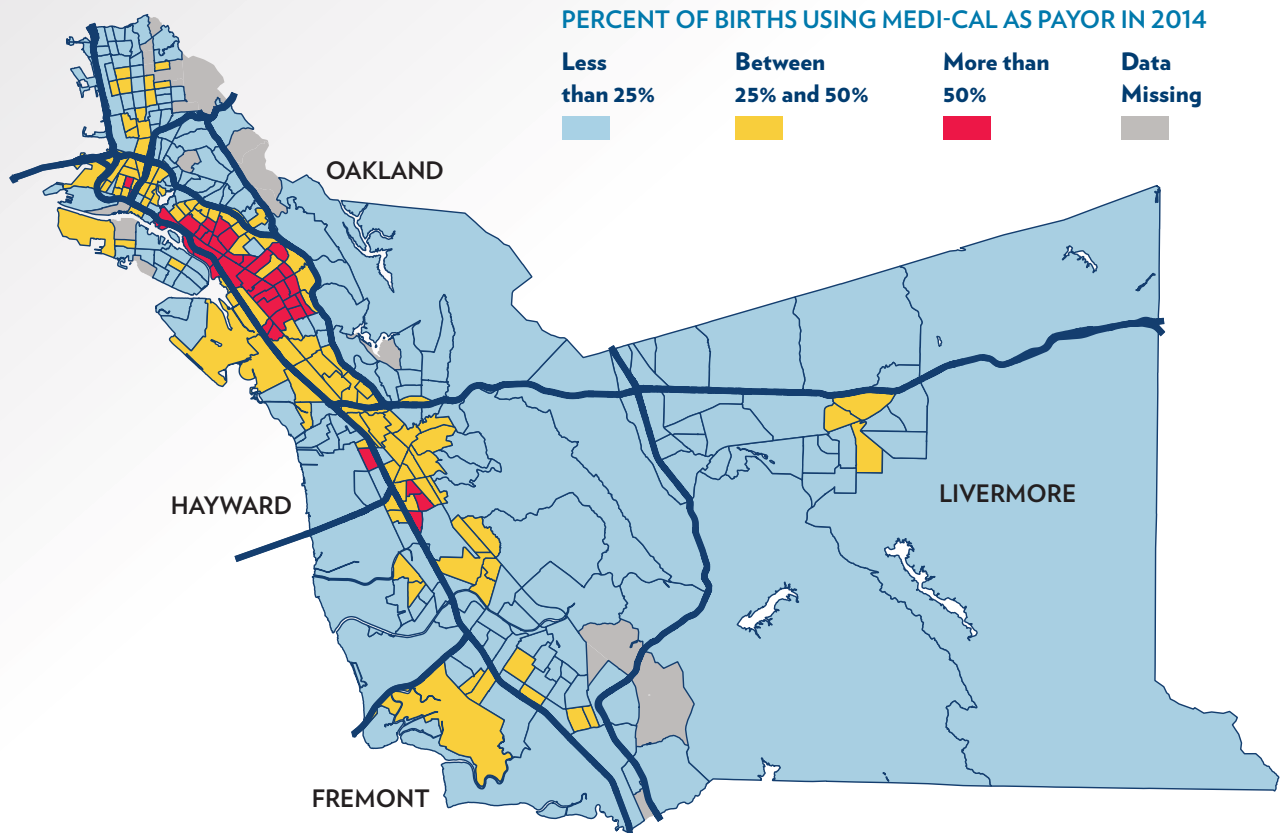 PERCENT OF BIRTHS USING MEDI-CAL AS PAYOR IN 2014
Less
than 25%
Between
25% and 50%
More than
50%
Data
Missing
OAKLAND
HAYWARD
LIVERMORE
FREMONT